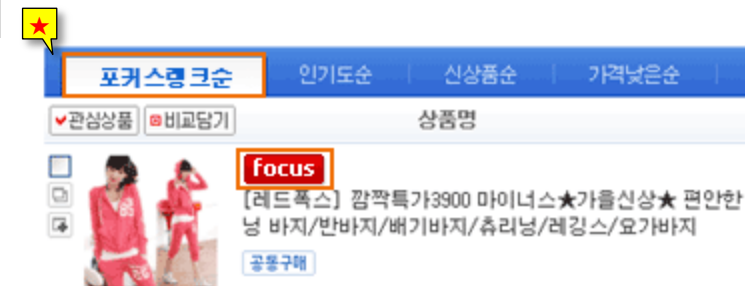 ★
포커스랭크순 인기도순 신상품순 가격낮은순
관심상품 비교담기 상품명
focus
[레드폭스] 깜짝특가3900 마이너스★가을신상★ 편안한
닝 바지/반바지/배기바지/츄리닝/레깅스/요가바지
공동구매